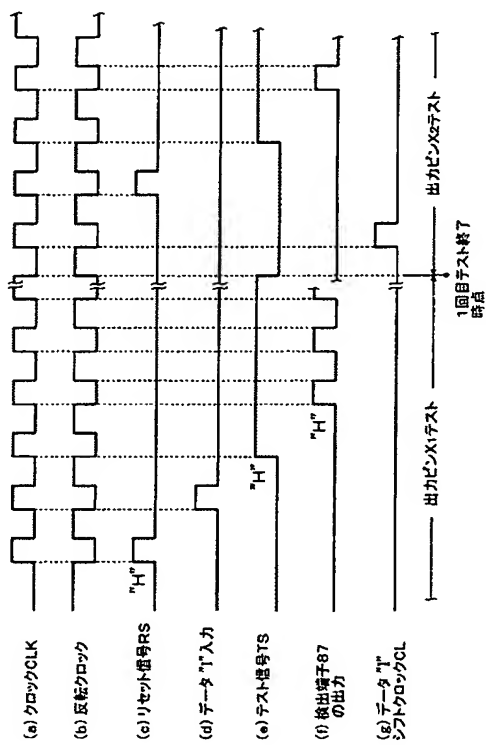 (a) クロックCLK
(b) 反転クロック
(c) リセット信号RS
"H"
(d) データ"1"入力
(e) テスト信号TS
"H"
(f) 検出端子87
の出力
"H"
(g) データ"1"
シフトクロックCL
出力ピンX1テスト
1回目テスト終了
時点
出力ピンX2テスト